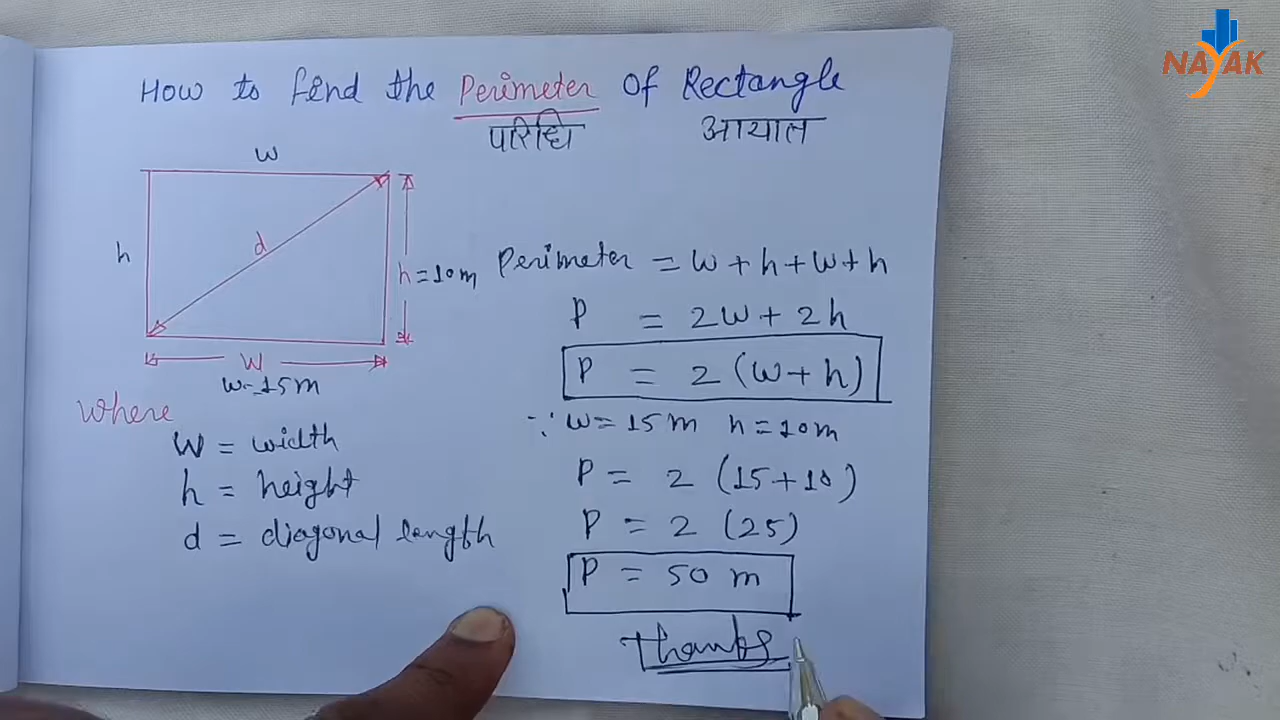 NAYAK
How to find the Perimeter of Rectangle
परिधि आयात
w
h
d
h = 10m
w
w = 15m
where
w = width
h = height
d = diagonal length
Perimeter = w + h + w + h
P = 2w + 2h
P = 2 (w + h)
∵ w = 15m h = 10m
P = 2 (15 + 10)
P = 2 (25)
P = 50 m
Thanks